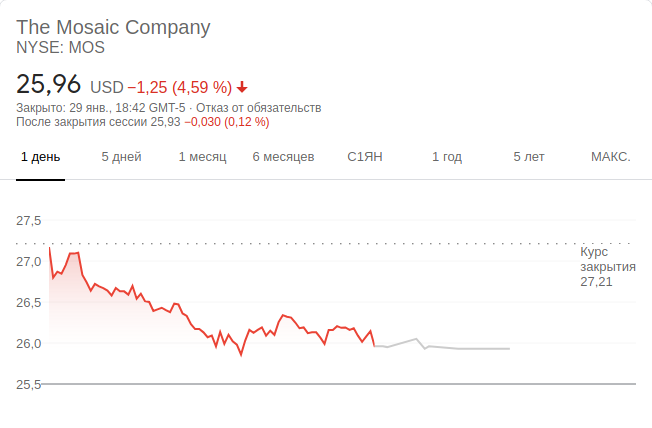 The Mosaic Company
NYSE: MOS
25,96 USD −1,25 (4,59 %)
Закрыто: 29 янв., 18:42 GMT-5 · Отказ от обязательств
После закрытия сессии 25,93 −0,030 (0,12 %)
1 день 5 дней 1 месяц 6 месяцев С1ЯН 1 год 5 лет МАКС.
27,5
Курс
закрытия
27,21
27,0
26,5
26,0
25,5